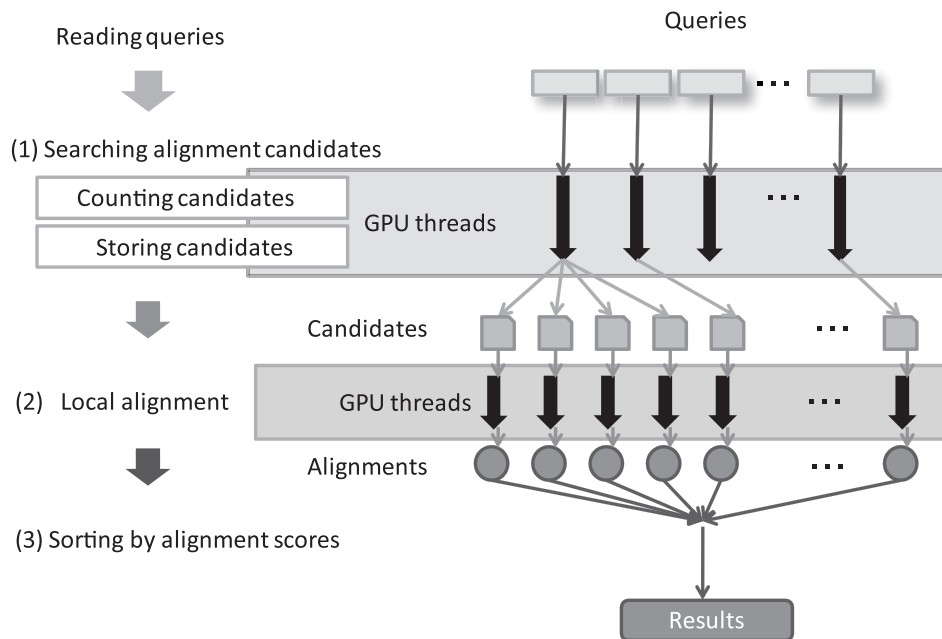 Queries
Reading queries
(1) Searching alignment candidates
Counting candidates
GPU threads
Storing candidates
Candidates
(2) Local alignment
GPU threads
Alignments
(3) Sorting by alignment scores
Results